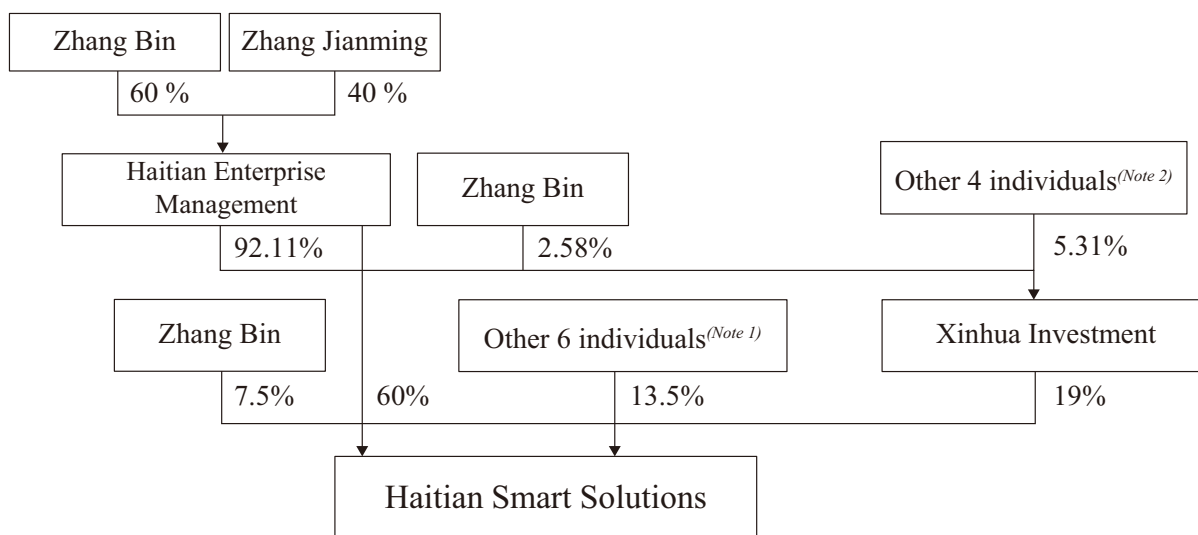 Zhang Bin
Zhang Jianming
60 %
40 %
Haitian Enterprise
Management
Zhang Bin
Other 4 individuals(Note 2)
92.11%
2.58%
5.31%
Zhang Bin
Other 6 individuals(Note 1)
Xinhua Investment
7.5%
60%
13.5%
19%
Haitian Smart Solutions